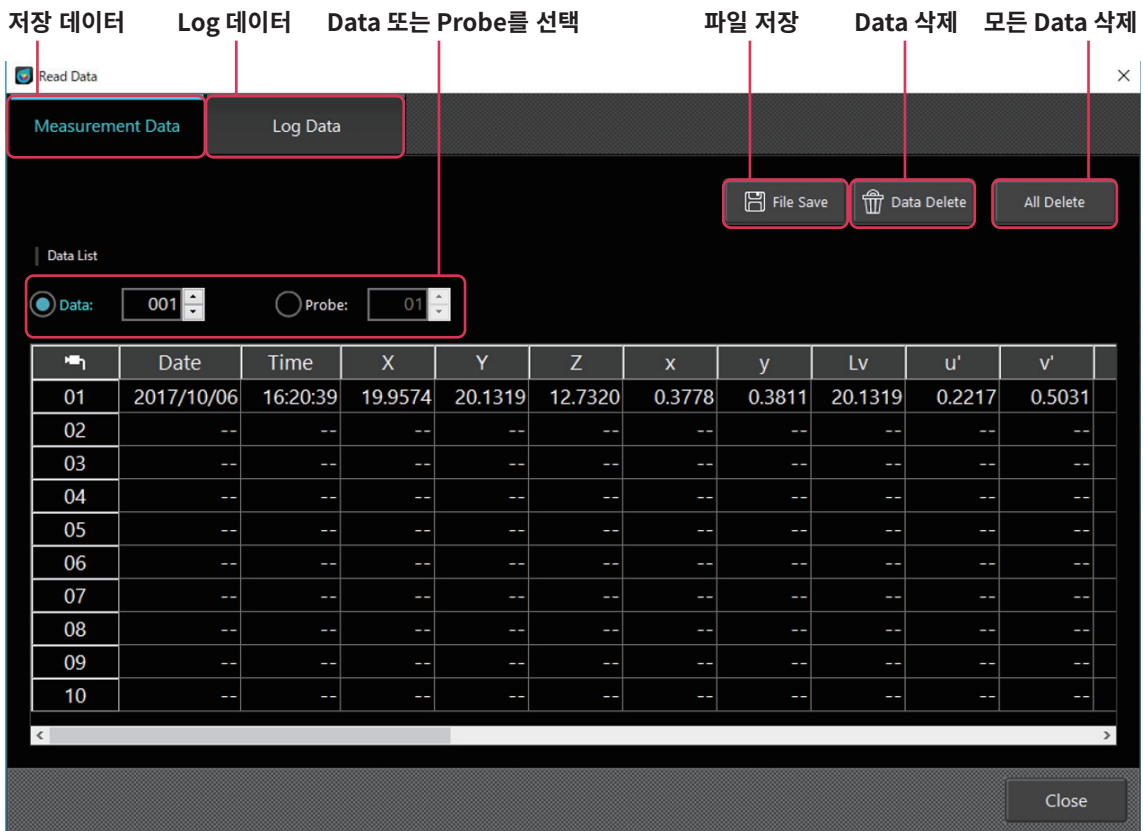 저장 데이터 Log 데이터 Data 또는 Probe를 선택 파일 저장 Data 삭제 모든 Data 삭제
Read Data
Measurement Data Log Data
File Save Data Delete All Delete
Data List
Data: 001 Probe: 01
Date Time X Y Z x y Lv u' v'
01 2017/10/06 16:20:39 19.9574 20.1319 12.7320 0.3778 0.3811 20.1319 0.2217 0.5031
02 -- -- -- -- -- -- -- -- -- --
03 -- -- -- -- -- -- -- -- -- --
04 -- -- -- -- -- -- -- -- -- --
05 -- -- -- -- -- -- -- -- -- --
06 -- -- -- -- -- -- -- -- -- --
07 -- -- -- -- -- -- -- -- -- --
08 -- -- -- -- -- -- -- -- -- --
09 -- -- -- -- -- -- -- -- -- --
10 -- -- -- -- -- -- -- -- -- --
Close